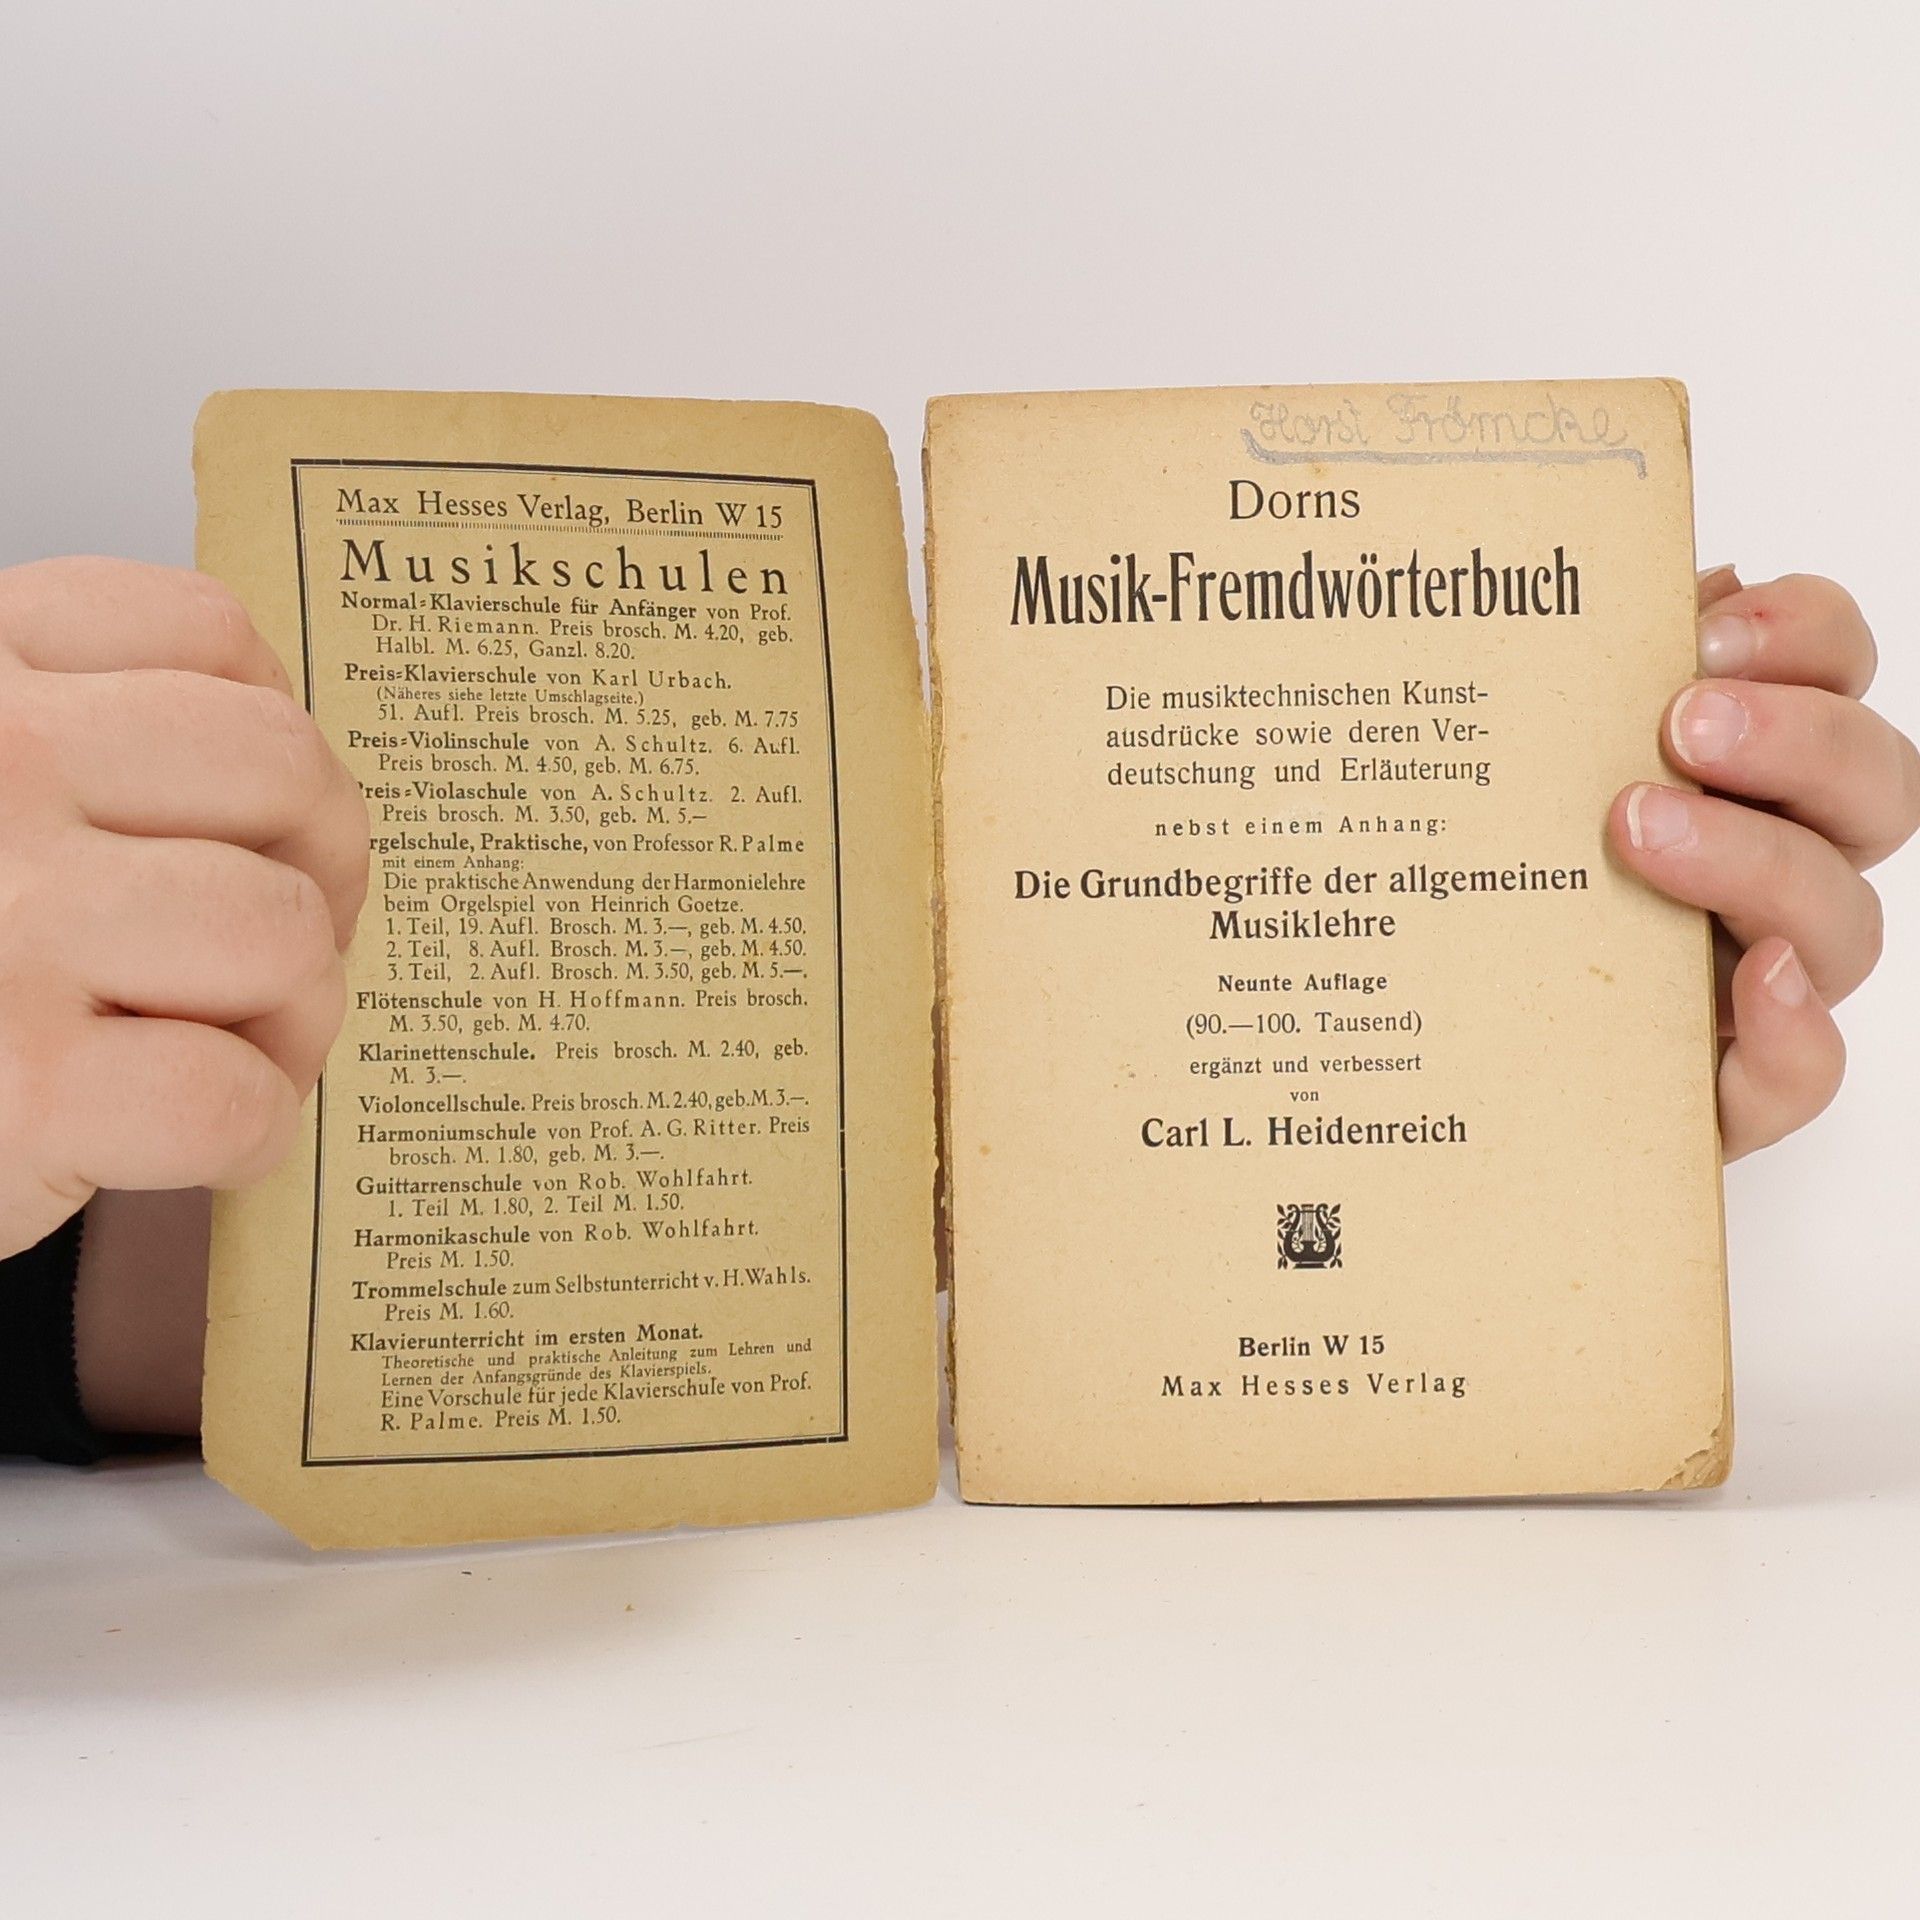 Max Hesses Verlag, Berlin W 15
Musikschulen
Normal=Klavierschule für Anfänger von Prof.
Dr. H. Riemann. Preis brosch. M. 4.20, geb.
Halbl. M. 6.25, Ganzl. 8.20.
Preis=Klavierschule von Karl Urbach.
(Näheres siehe letzte Umschlagseite.)
51. Aufl. Preis brosch. M. 5.25, geb. M. 7.75
Preis=Violinschule von A. Schultz. 6. Aufl.
Preis brosch. M. 4.50, geb. M. 6.75.
Preis=Violaschule von A. Schultz. 2. Aufl.
Preis brosch. M. 3.50, geb. M. 5.—
rgelschule, Praktische, von Professor R. Palme
mit einem Anhang:
Die praktische Anwendung der Harmonielehre
beim Orgelspiel von Heinrich Goetze.
1. Teil, 19. Aufl. Brosch. M. 3.—, geb. M. 4.50.
2. Teil, 8. Aufl. Brosch. M. 3.—, geb. M. 4.50.
3. Teil, 2. Aufl. Brosch. M. 3.50, geb. M. 5.—.
Flötenschule von H. Hoffmann. Preis brosch.
M. 3.50, geb. M. 4.70.
Klarinettenschule. Preis brosch. M. 2.40, geb.
M. 3.—.
Violoncellschule. Preis brosch. M. 2.40, geb. M. 3.—.
Harmoniumschule von Prof. A. G. Ritter. Preis
brosch. M. 1.80, geb. M. 3.—.
Guittarrenschule von Rob. Wohlfahrt.
1. Teil M. 1.80, 2. Teil M. 1.50.
Harmonikaschule von Rob. Wohlfahrt.
Preis M. 1.50.
Trommelschule zum Selbstunterricht v. H. Wahls.
Preis M. 1.60.
Klavierunterricht im ersten Monat.
Theoretische und praktische Anleitung zum Lehren und
Lernen der Anfangsgründe des Klavierspiels.
Eine Vorschule für jede Klavierschule von Prof.
R. Palme. Preis M. 1.50.
Horst Frömcke
Dorns
Musik-Fremdwörterbuch
Die musiktechnischen Kunst-
ausdrücke sowie deren Ver-
deutschung und Erläuterung
nebst einem Anhang:
Die Grundbegriffe der allgemeinen
Musiklehre
Neunte Auflage
(90.—100. Tausend)
ergänzt und verbessert
von
Carl L. Heidenreich
Berlin W 15
Max Hesses Verlag